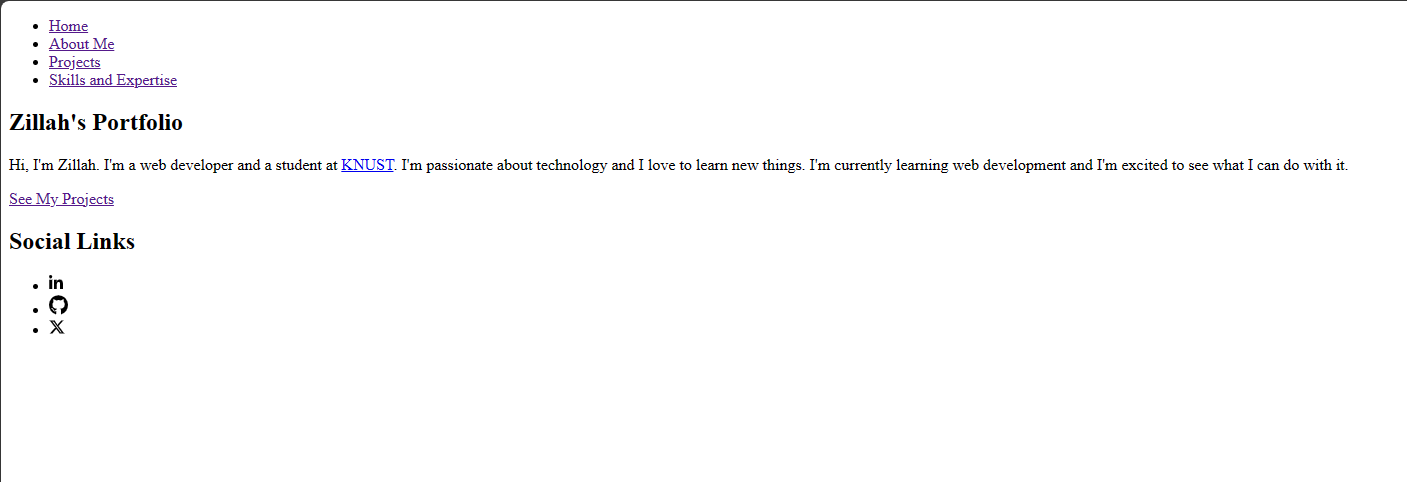 Home
About Me
Projects
Skills and Expertise
Zillah's Portfolio
Hi, I'm Zillah. I'm a web developer and a student at KNUST. I'm passionate about technology and I love to learn new things. I'm currently learning web development and I'm excited to see what I can do with it.
See My Projects
Social Links
in
X